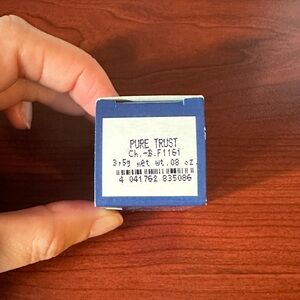 PURE TRUST
Ch.-B.F1161
3,5g net wt.08 oz.
4 041762 835086